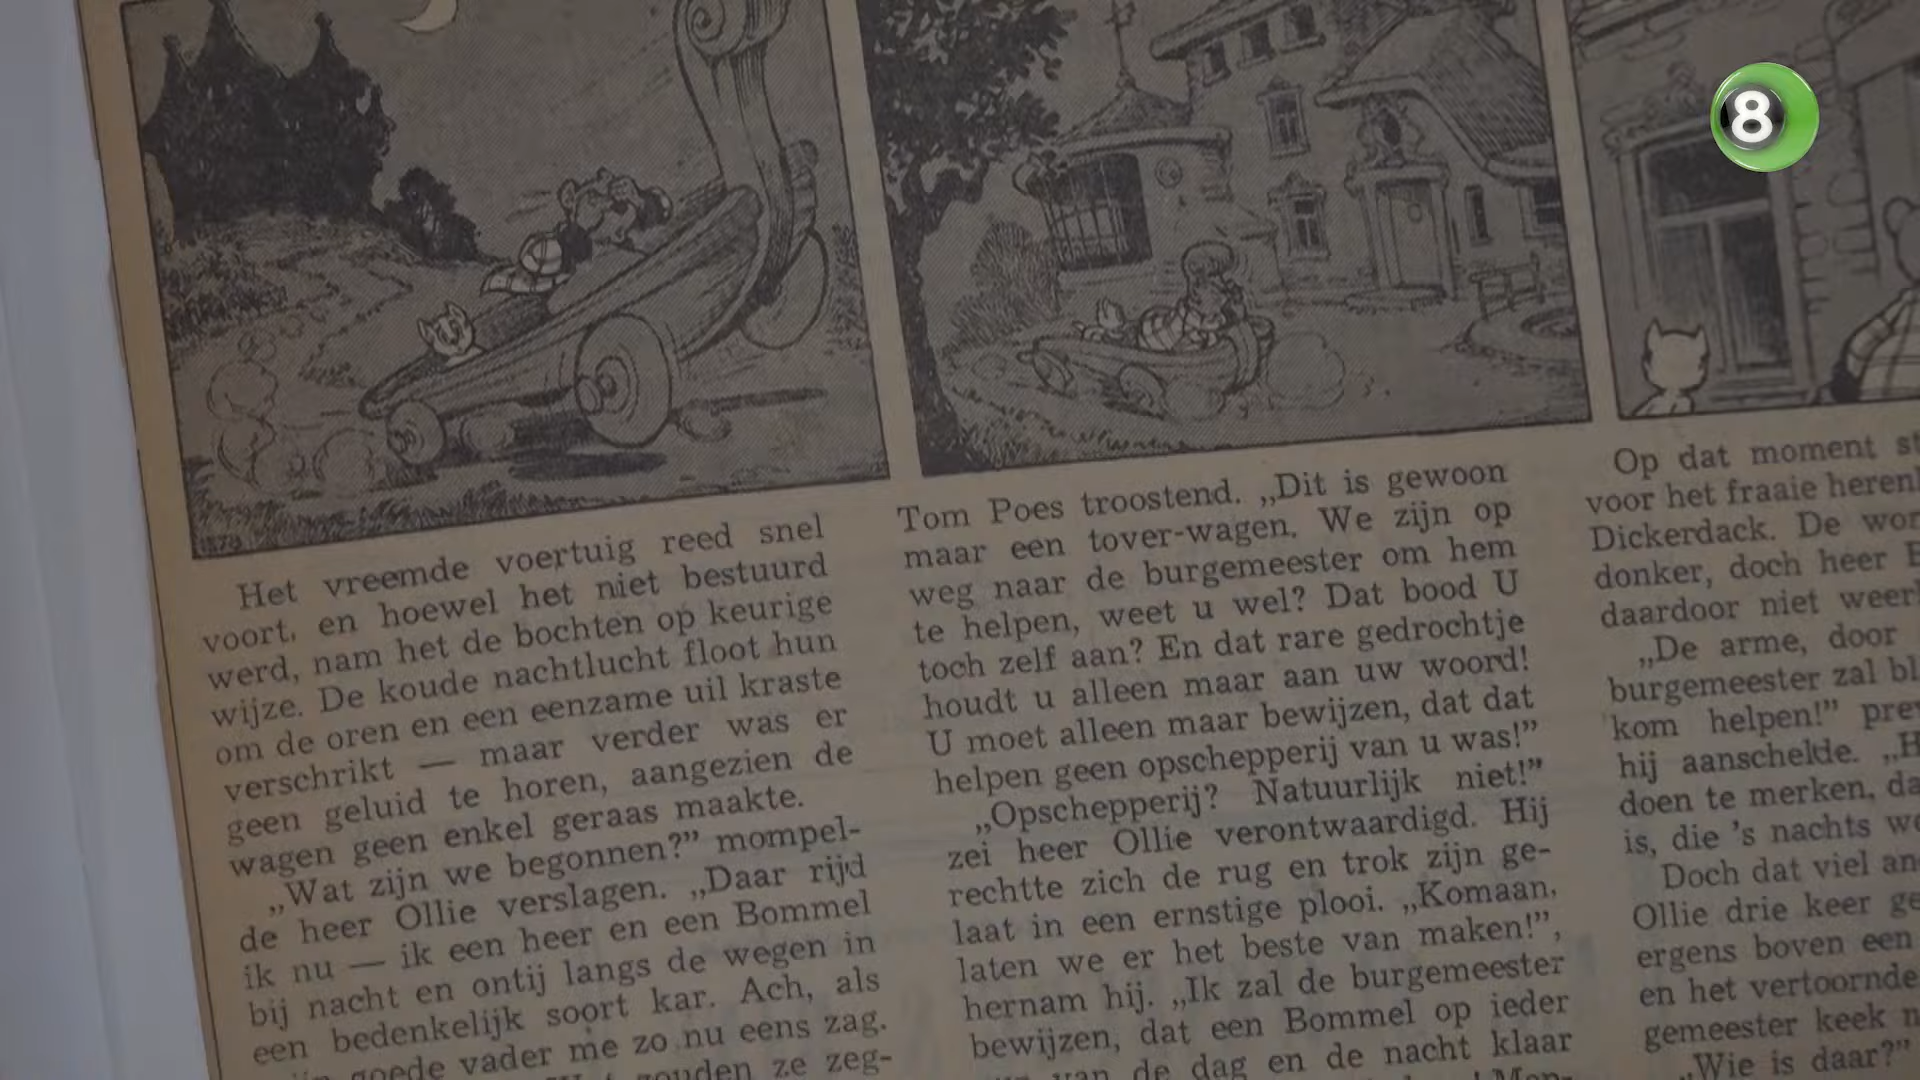 8
1579
Het vreemde voertuig reed snel
voort, en hoewel het niet bestuurd
werd, nam het de bochten op keurige
wijze. De koude nachtlucht floot hun
om de oren en een eenzame uil kraste
verschrikt — maar verder was er
geen geluid te horen, aangezien de
wagen geen enkel geraas maakte.
„Wat zijn we begonnen?” mompel-
de heer Ollie verslagen. „Daar rijd
ik nu — ik een heer en een Bommel
bij nacht en ontij langs de wegen in
een bedenkelijk soort kar. Ach, als
goede vader me zo nu eens zag.
zouden ze zeg-
Tom Poes troostend. „Dit is gewoon
maar een tover-wagen. We zijn op
weg naar de burgemeester om hem
te helpen, weet u wel? Dat bood U
toch zelf aan? En dat rare gedrochtje
houdt u alleen maar aan uw woord!
U moet alleen maar bewijzen, dat dat
helpen geen opschepperij van u was!”
„Opschepperij? Natuurlijk niet!”
zei heer Ollie verontwaardigd. Hij
rechtte zich de rug en trok zijn ge-
laat in een ernstige plooi. „Komaan,
laten we er het beste van maken!”,
hernam hij. „Ik zal de burgemeester
bewijzen, dat een Bommel op ieder
van de dag en de nacht klaar
Op dat moment
voor het fraaie
Dickerdack. De
donker, doch heer
daardoor niet
„De arme, door
burgemeester zal
kom helpen!”
hij aanschelde.
doen te merken,
is, die 's nachts
Doch dat viel
Ollie drie keer
ergens boven een
en het vertoornde
gemeester keek
„Wie is daar?”